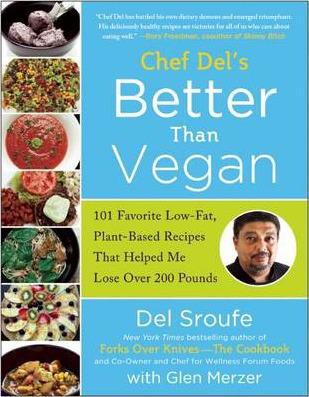 "Chef Del has battled his own dietary demons and emerged triumphant.
His deliciously healthy recipes are victories for all of us who care about
eating well." —Rory Freedman, coauthor of Skinny Bitch
Chef Del's
Better
Than
Vegan
101 Favorite Low-Fat,
Plant-Based Recipes
That Helped Me
Lose Over 200 Pounds
Del Sroufe
New York Times bestselling author of
Forks Over Knives—The Cookbook
and Co-Owner and Chef for Wellness Forum Foods
with Glen Merzer